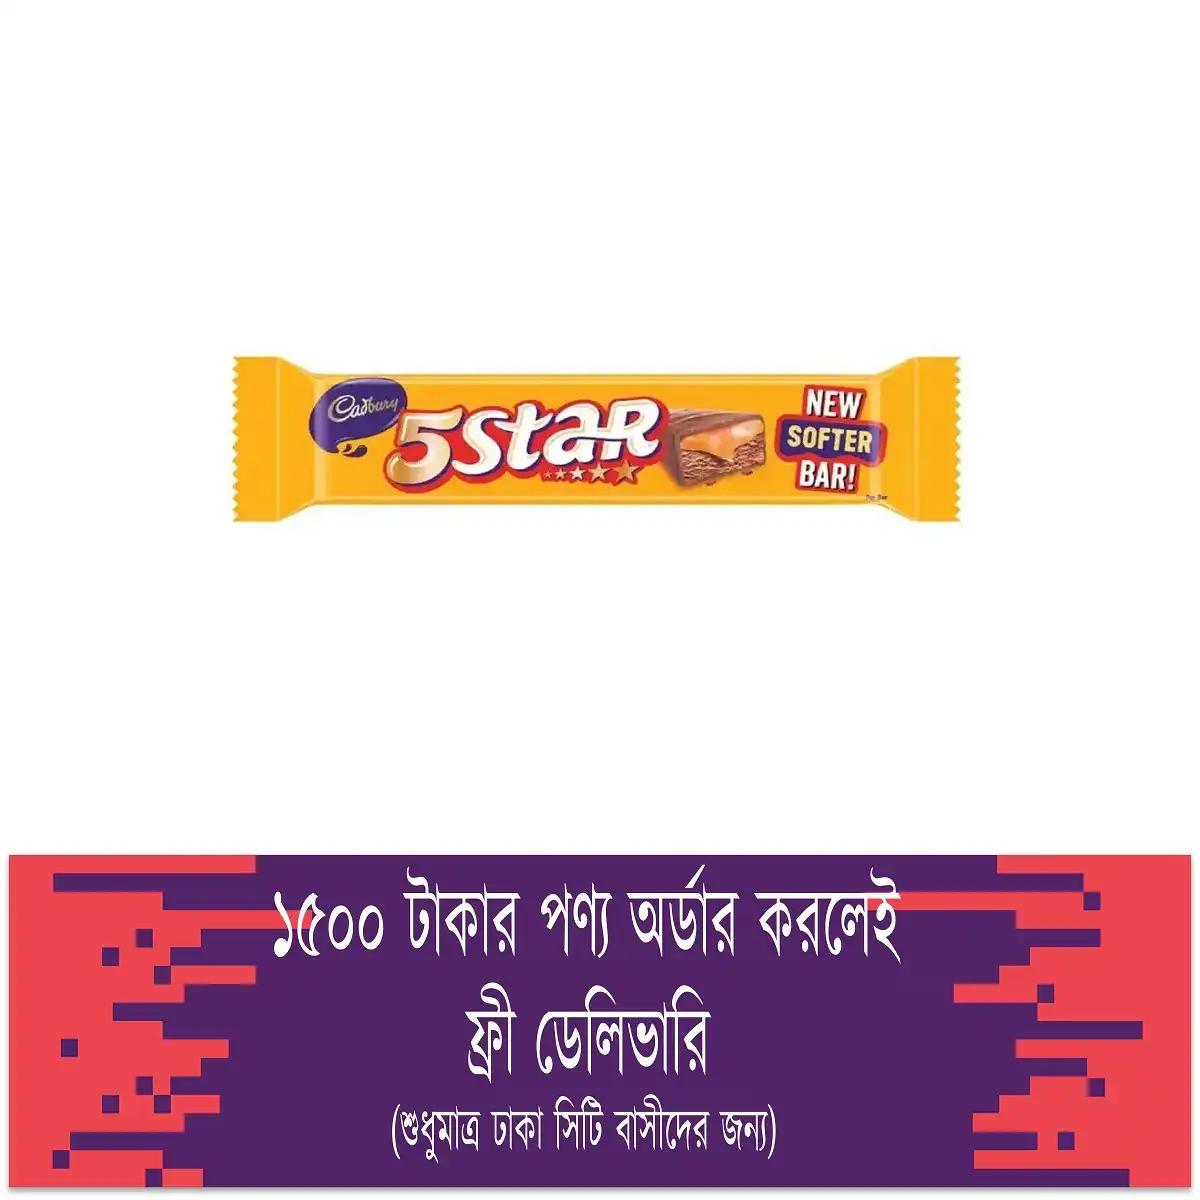 Cadbury
5Star
NEW
SOFTER
BAR!
১৫০০ টাকার পণ্য অর্ডার করলেই
ফ্রী ডেলিভারি
(শুধুমাত্র ঢাকা সিটি বাসীদের জন্য)